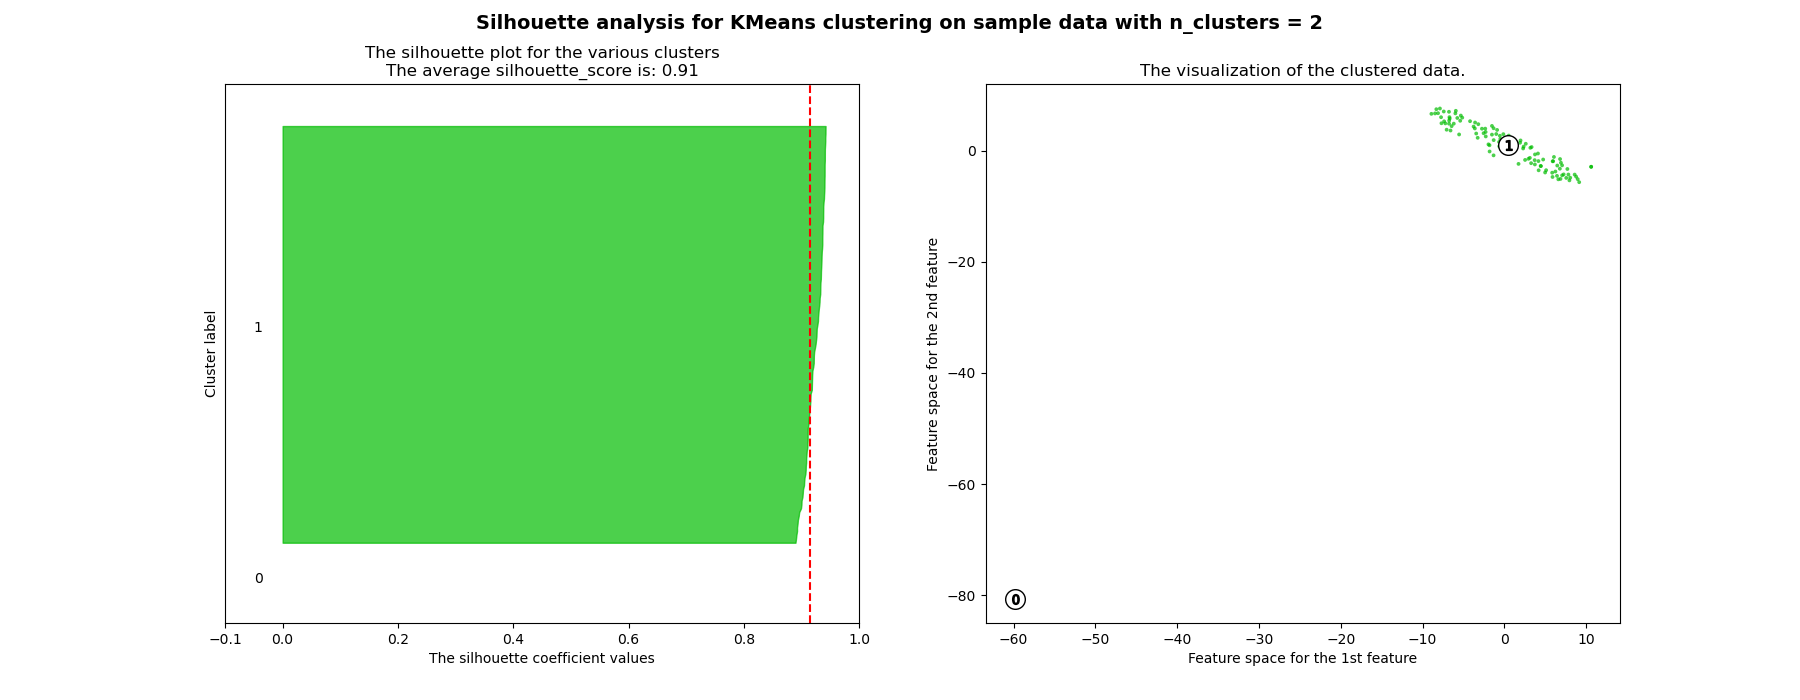 Silhouette analysis for KMeans clustering on sample data with n_clusters = 2
The silhouette plot for the various clusters
The average silhouette_score is: 0.91
Cluster label
1
0
−0.1 0.0 0.2 0.4 0.6 0.8 1.0
The silhouette coefficient values
The visualization of the clustered data.
Feature space for the 2nd feature
0
−20
−40
−60
−80
1
0
−60 −50 −40 −30 −20 −10 0 10
Feature space for the 1st feature